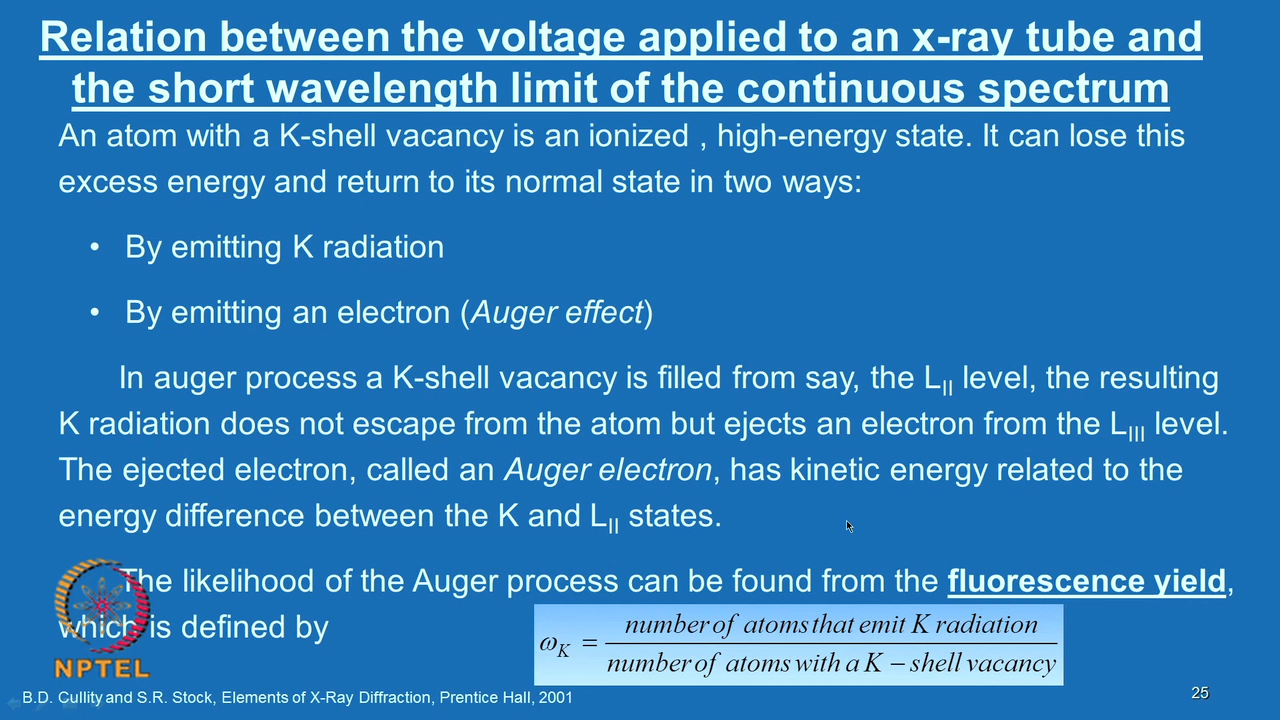 Relation between the voltage applied to an x-ray tube and
the short wavelength limit of the continuous spectrum
An atom with a K-shell vacancy is an ionized , high-energy state. It can lose this
excess energy and return to its normal state in two ways:
• By emitting K radiation
• By emitting an electron (Auger effect)
In auger process a K-shell vacancy is filled from say, the L_II level, the resulting
K radiation does not escape from the atom but ejects an electron from the L_III level.
The ejected electron, called an Auger electron, has kinetic energy related to the
energy difference between the K and L_II states.
The likelihood of the Auger process can be found from the fluorescence yield,
which is defined by
ω_K = number of atoms that emit K radiation / number of atoms with a K – shell vacancy
NPTEL
B.D. Cullity and S.R. Stock, Elements of X-Ray Diffraction, Prentice Hall, 2001
25